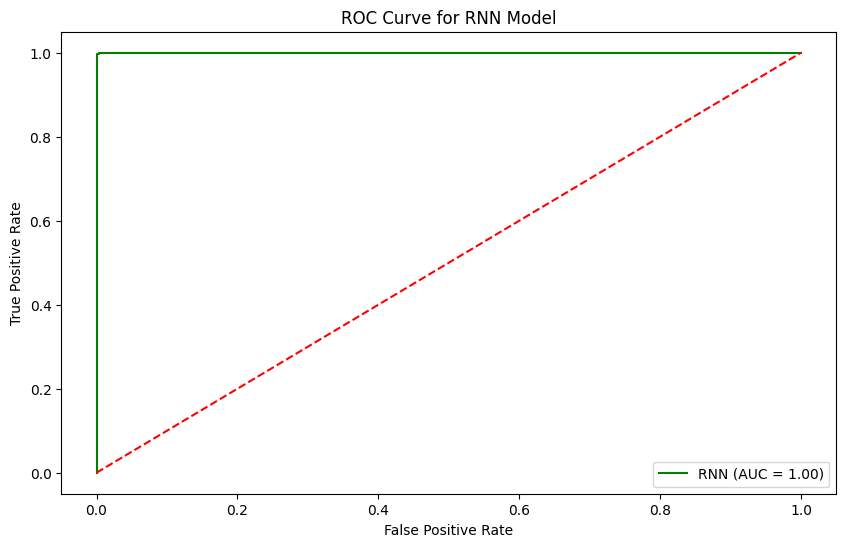 ROC Curve for RNN Model
True Positive Rate
1.0
0.8
0.6
0.4
0.2
0.0
RNN (AUC = 1.00)
0.0 0.2 0.4 0.6 0.8 1.0
False Positive Rate